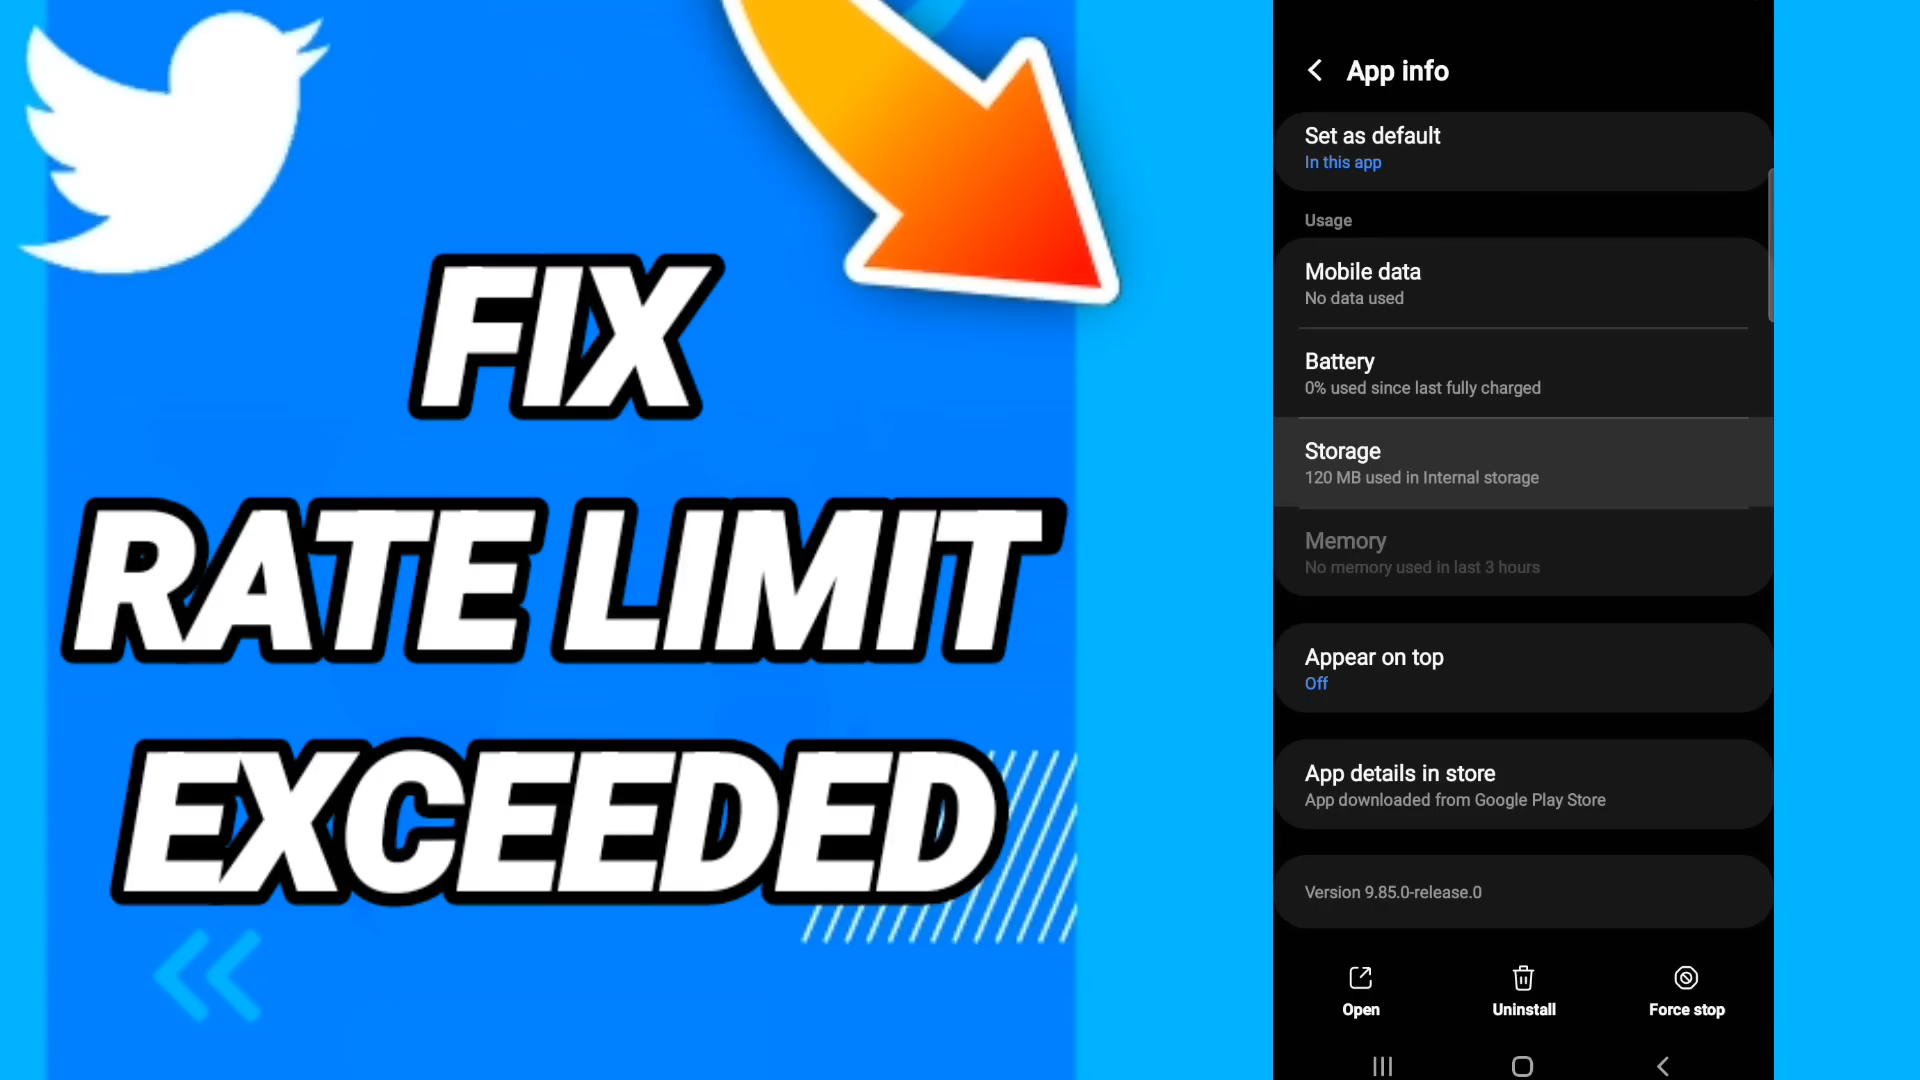 FIX
RATE LIMIT
EXCEEDED
App info
Set as default
In this app
Usage
Mobile data
No data used
Battery
0% used since last fully charged
Storage
120 MB used in Internal storage
Memory
No memory used in last 3 hours
Appear on top
Off
App details in store
App downloaded from Google Play Store
Version 9.85.0-release.0
Open
Uninstall
Force stop